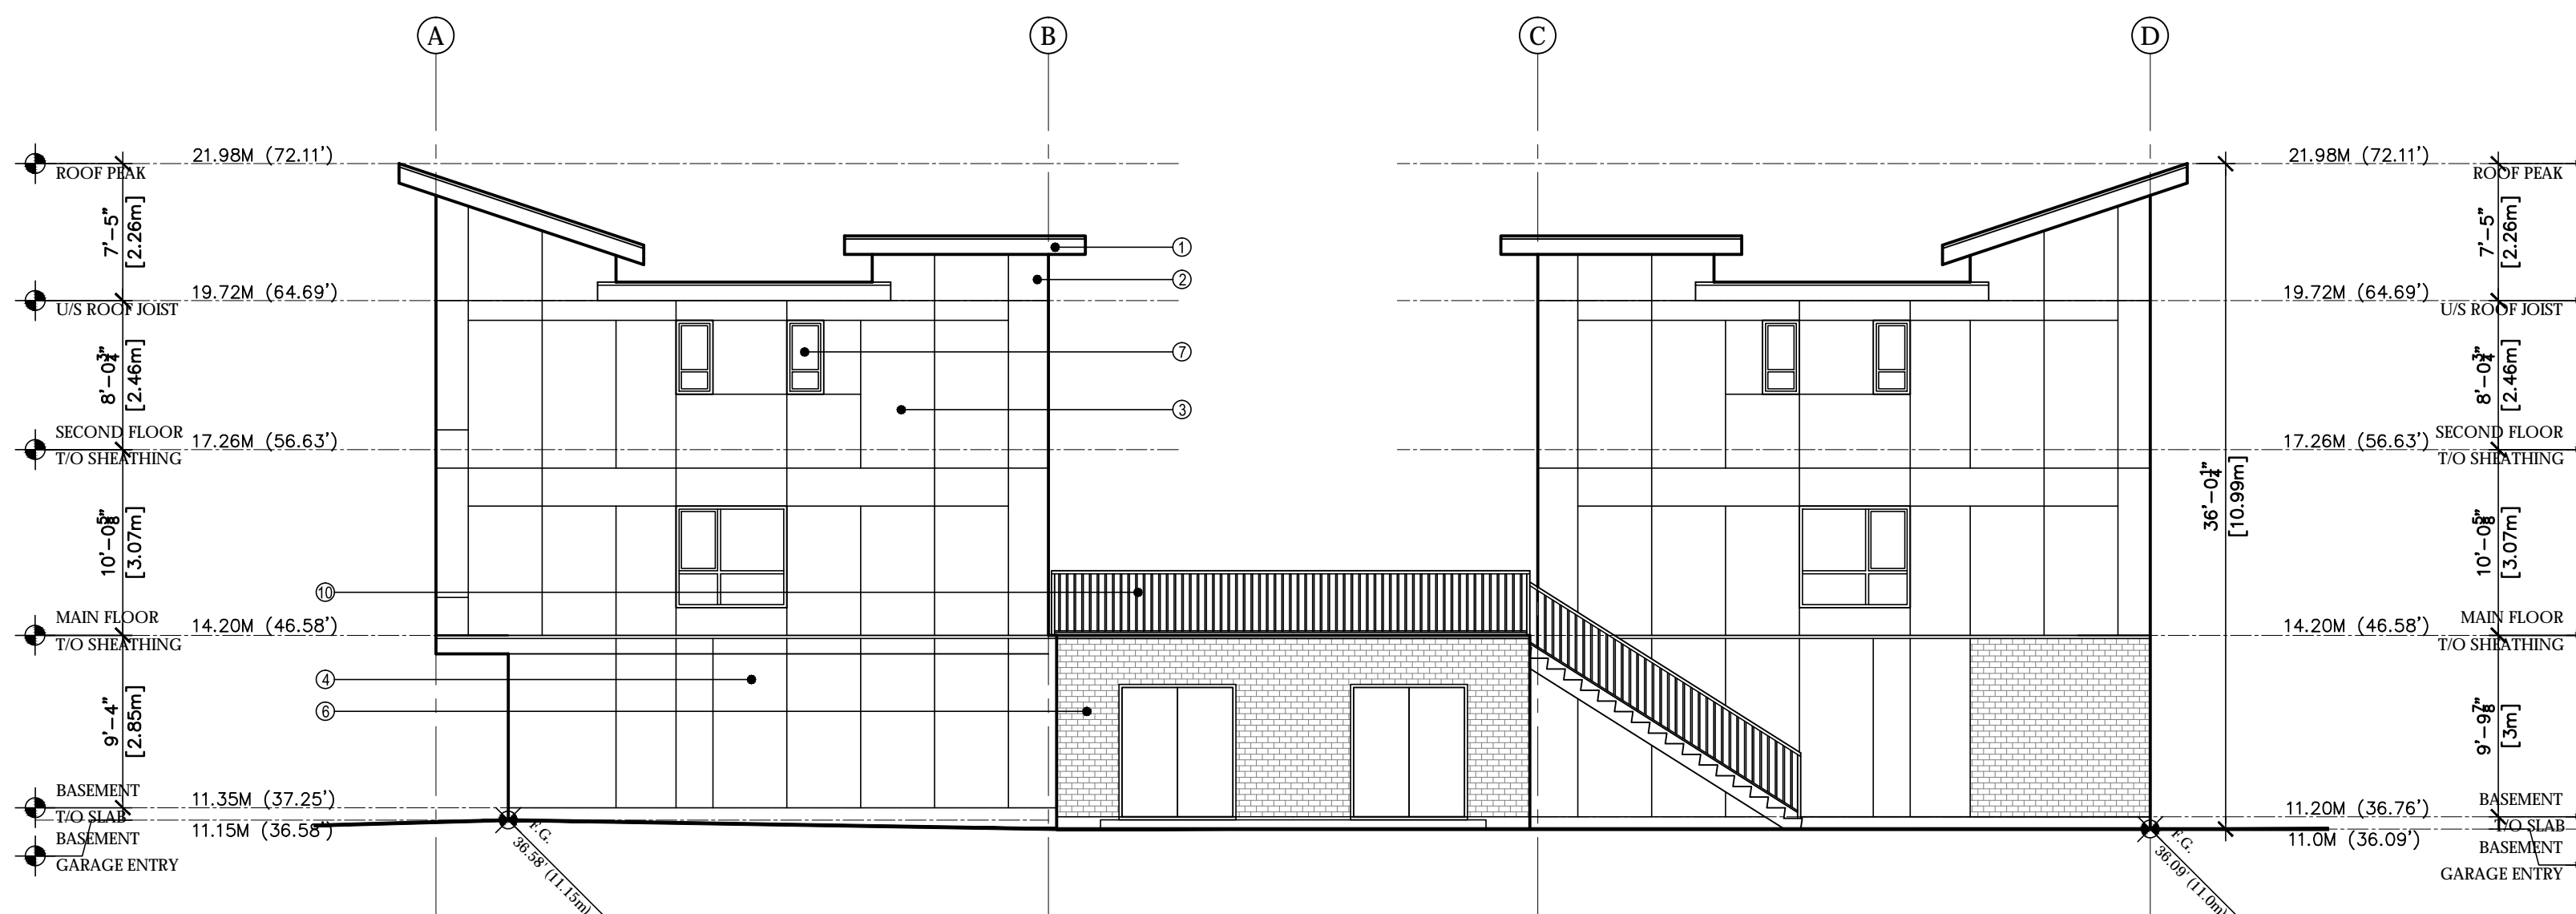 A
B
C
D
21.98M (72.11')
ROOF PEAK
7'-5"
[2.26m]
19.72M (64.69')
U/S ROOF JOIST
8'-0¾"
[2.46m]
SECOND FLOOR
17.26M (56.63')
T/O SHEATHING
10'-0⅝"
[3.07m]
MAIN FLOOR
14.20M (46.58')
T/O SHEATHING
9'-4"
[2.85m]
BASEMENT
11.35M (37.25')
T/O SLAB
11.15M (36.58')
BASEMENT
GARAGE ENTRY
F.G.
36.58' (11.15m)
1
2
7
3
10
4
6
21.98M (72.11')
ROOF PEAK
7'-5"
[2.26m]
19.72M (64.69')
U/S ROOF JOIST
8'-0¾"
[2.46m]
SECOND FLOOR
17.26M (56.63')
T/O SHEATHING
36'-0¼"
[10.99m]
10'-0⅝"
[3.07m]
MAIN FLOOR
14.20M (46.58')
T/O SHEATHING
9'-9⅞"
[3m]
BASEMENT
11.20M (36.76')
T/O SLAB
11.0M (36.09')
BASEMENT
GARAGE ENTRY
F.G.
36.09' (11.0m)